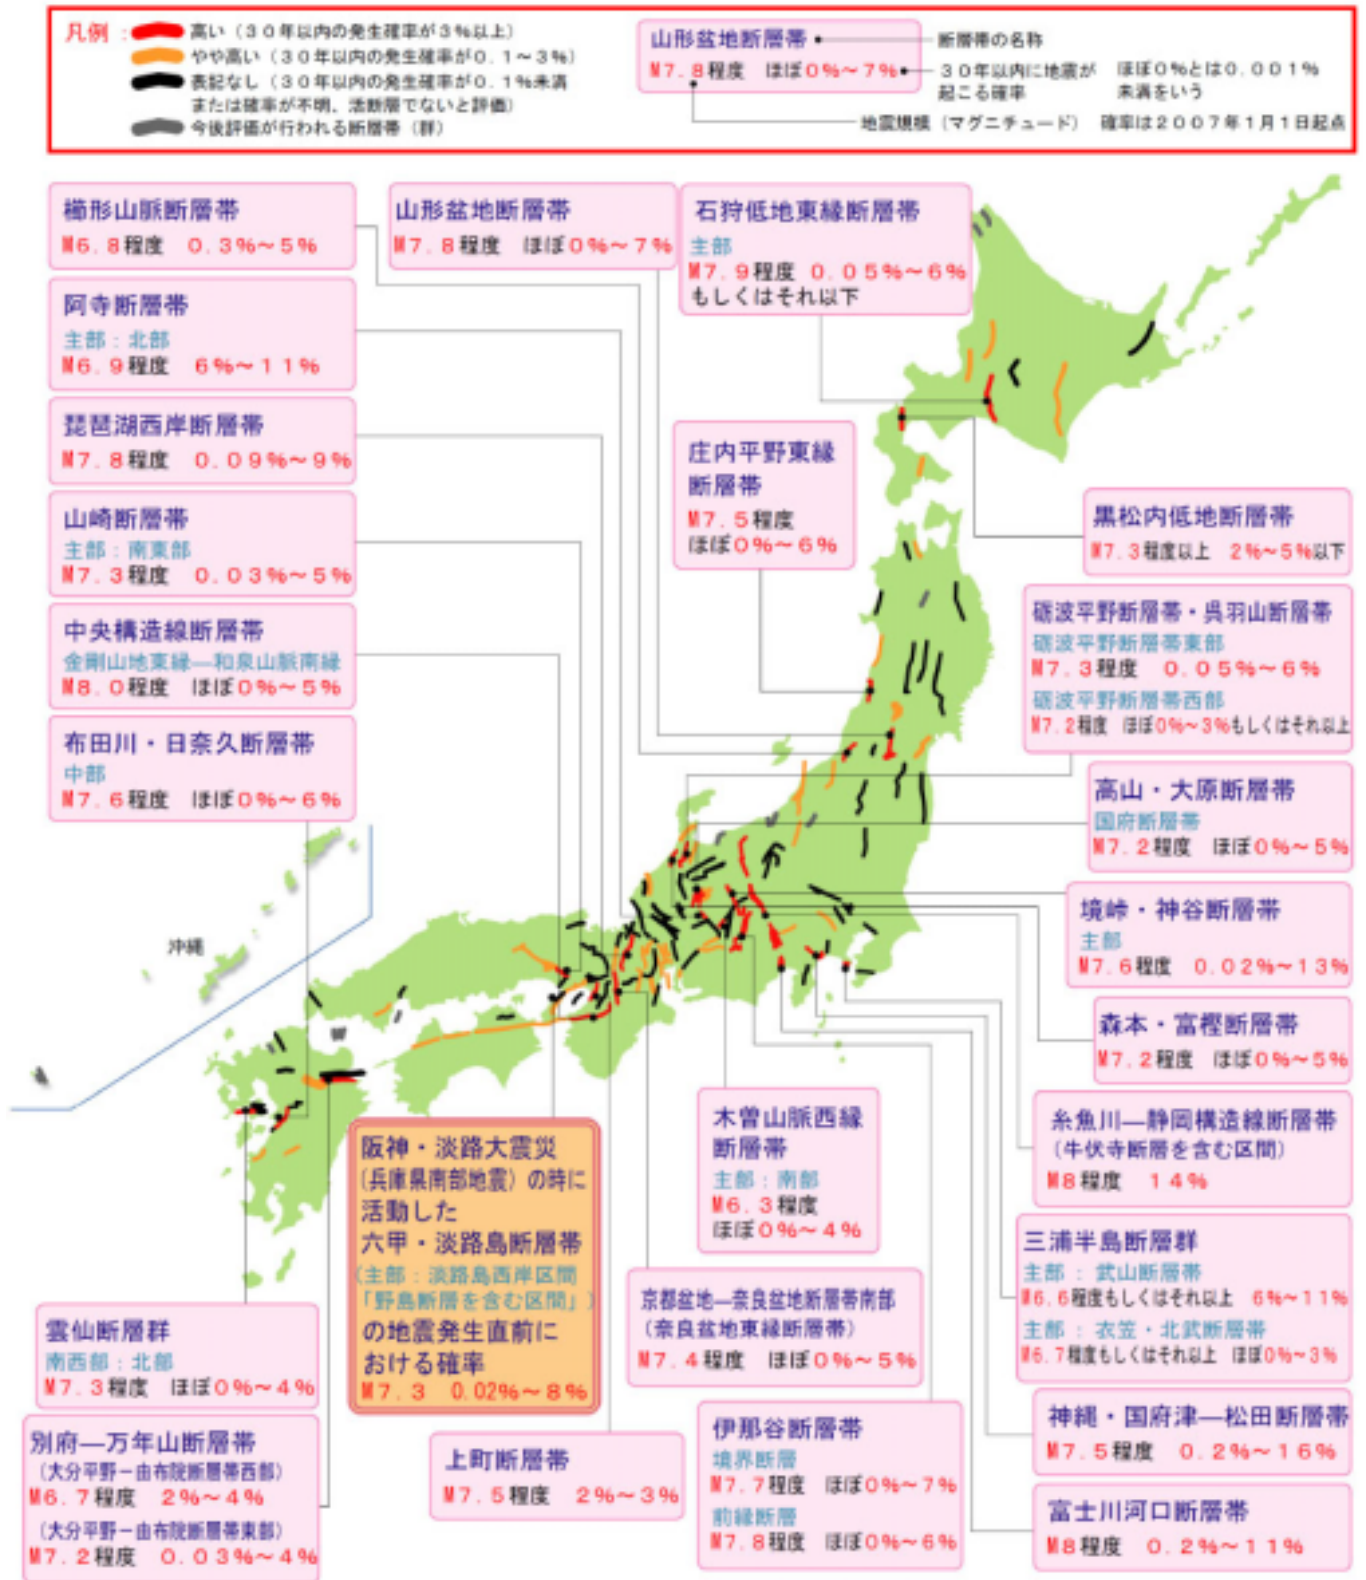 凡例：
高い（３０年以内の発生確率が３％以上）
やや高い（３０年以内の発生確率が０．１～３％）
表記なし（３０年以内の発生確率が０．１％未満
または確率が不明、活断層でないと評価）
今後評価が行われる断層帯（群）
山形盆地断層帯
M7.8程度　ほぼ0％～7％
断層帯の名称
３０年以内に地震が
起こる確率
ほぼ０％とは０．００１％
未満をいう
地震規模（マグニチュード）
確率は２００７年１月１日起点
櫛形山脈断層帯
M6.8程度　0.3％～5％
山形盆地断層帯
M7.8程度　ほぼ0％～7％
石狩低地東縁断層帯
主部
M7.9程度　0.05％～6％
もしくはそれ以下
阿寺断層帯
主部：北部
M6.9程度　6％～11％
琵琶湖西岸断層帯
M7.8程度　0.09％～9％
山崎断層帯
主部：南東部
M7.3程度　0.03％～5％
中央構造線断層帯
金剛山地東縁―和泉山脈南縁
M8.0程度　ほぼ0％～5％
布田川・日奈久断層帯
中部
M7.6程度　ほぼ0％～6％
庄内平野東縁
断層帯
M7.5程度
ほぼ0％～6％
黒松内低地断層帯
M7.3程度以上　2％～5％以下
砺波平野断層帯・呉羽山断層帯
砺波平野断層帯東部
M7.3程度　0.05％～6％
砺波平野断層帯西部
M7.2程度　ほぼ0％～3％もしくはそれ以上
高山・大原断層帯
国府断層帯
M7.2程度　ほぼ0％～5％
境峠・神谷断層帯
主部
M7.6程度　0.02％～13％
森本・富樫断層帯
M7.2程度　ほぼ0％～5％
糸魚川―静岡構造線断層帯
（牛伏寺断層を含む区間）
M8程度　14％
三浦半島断層群
主部：武山断層帯
M6.6程度もしくはそれ以上　6％～11％
主部：衣笠・北武断層帯
M6.7程度もしくはそれ以上　ほぼ0％～3％
神縄・国府津―松田断層帯
M7.5程度　0.2％～16％
富士川河口断層帯
M8程度　0.2％～11％
沖縄
木曽山脈西縁
断層帯
主部：南部
M6.3程度
ほぼ0％～4％
阪神・淡路大震災
（兵庫県南部地震）の時に
活動した
六甲・淡路島断層帯
（主部：淡路島西岸区間
「野島断層を含む区間」）
の地震発生直前に
おける確率
M7.3　0.02％～8％
京都盆地―奈良盆地断層帯南部
（奈良盆地東縁断層帯）
M7.4程度　ほぼ0％～5％
雲仙断層群
南西部：北部
M7.3程度　ほぼ0％～4％
別府―万年山断層帯
（大分平野－由布院断層帯西部）
M6.7程度　2％～4％
（大分平野－由布院断層帯東部）
M7.2程度　0.03％～4％
上町断層帯
M7.5程度　2％～3％
伊那谷断層帯
境界断層
M7.7程度　ほぼ0％～7％
前縁断層
M7.8程度　ほぼ0％～6％